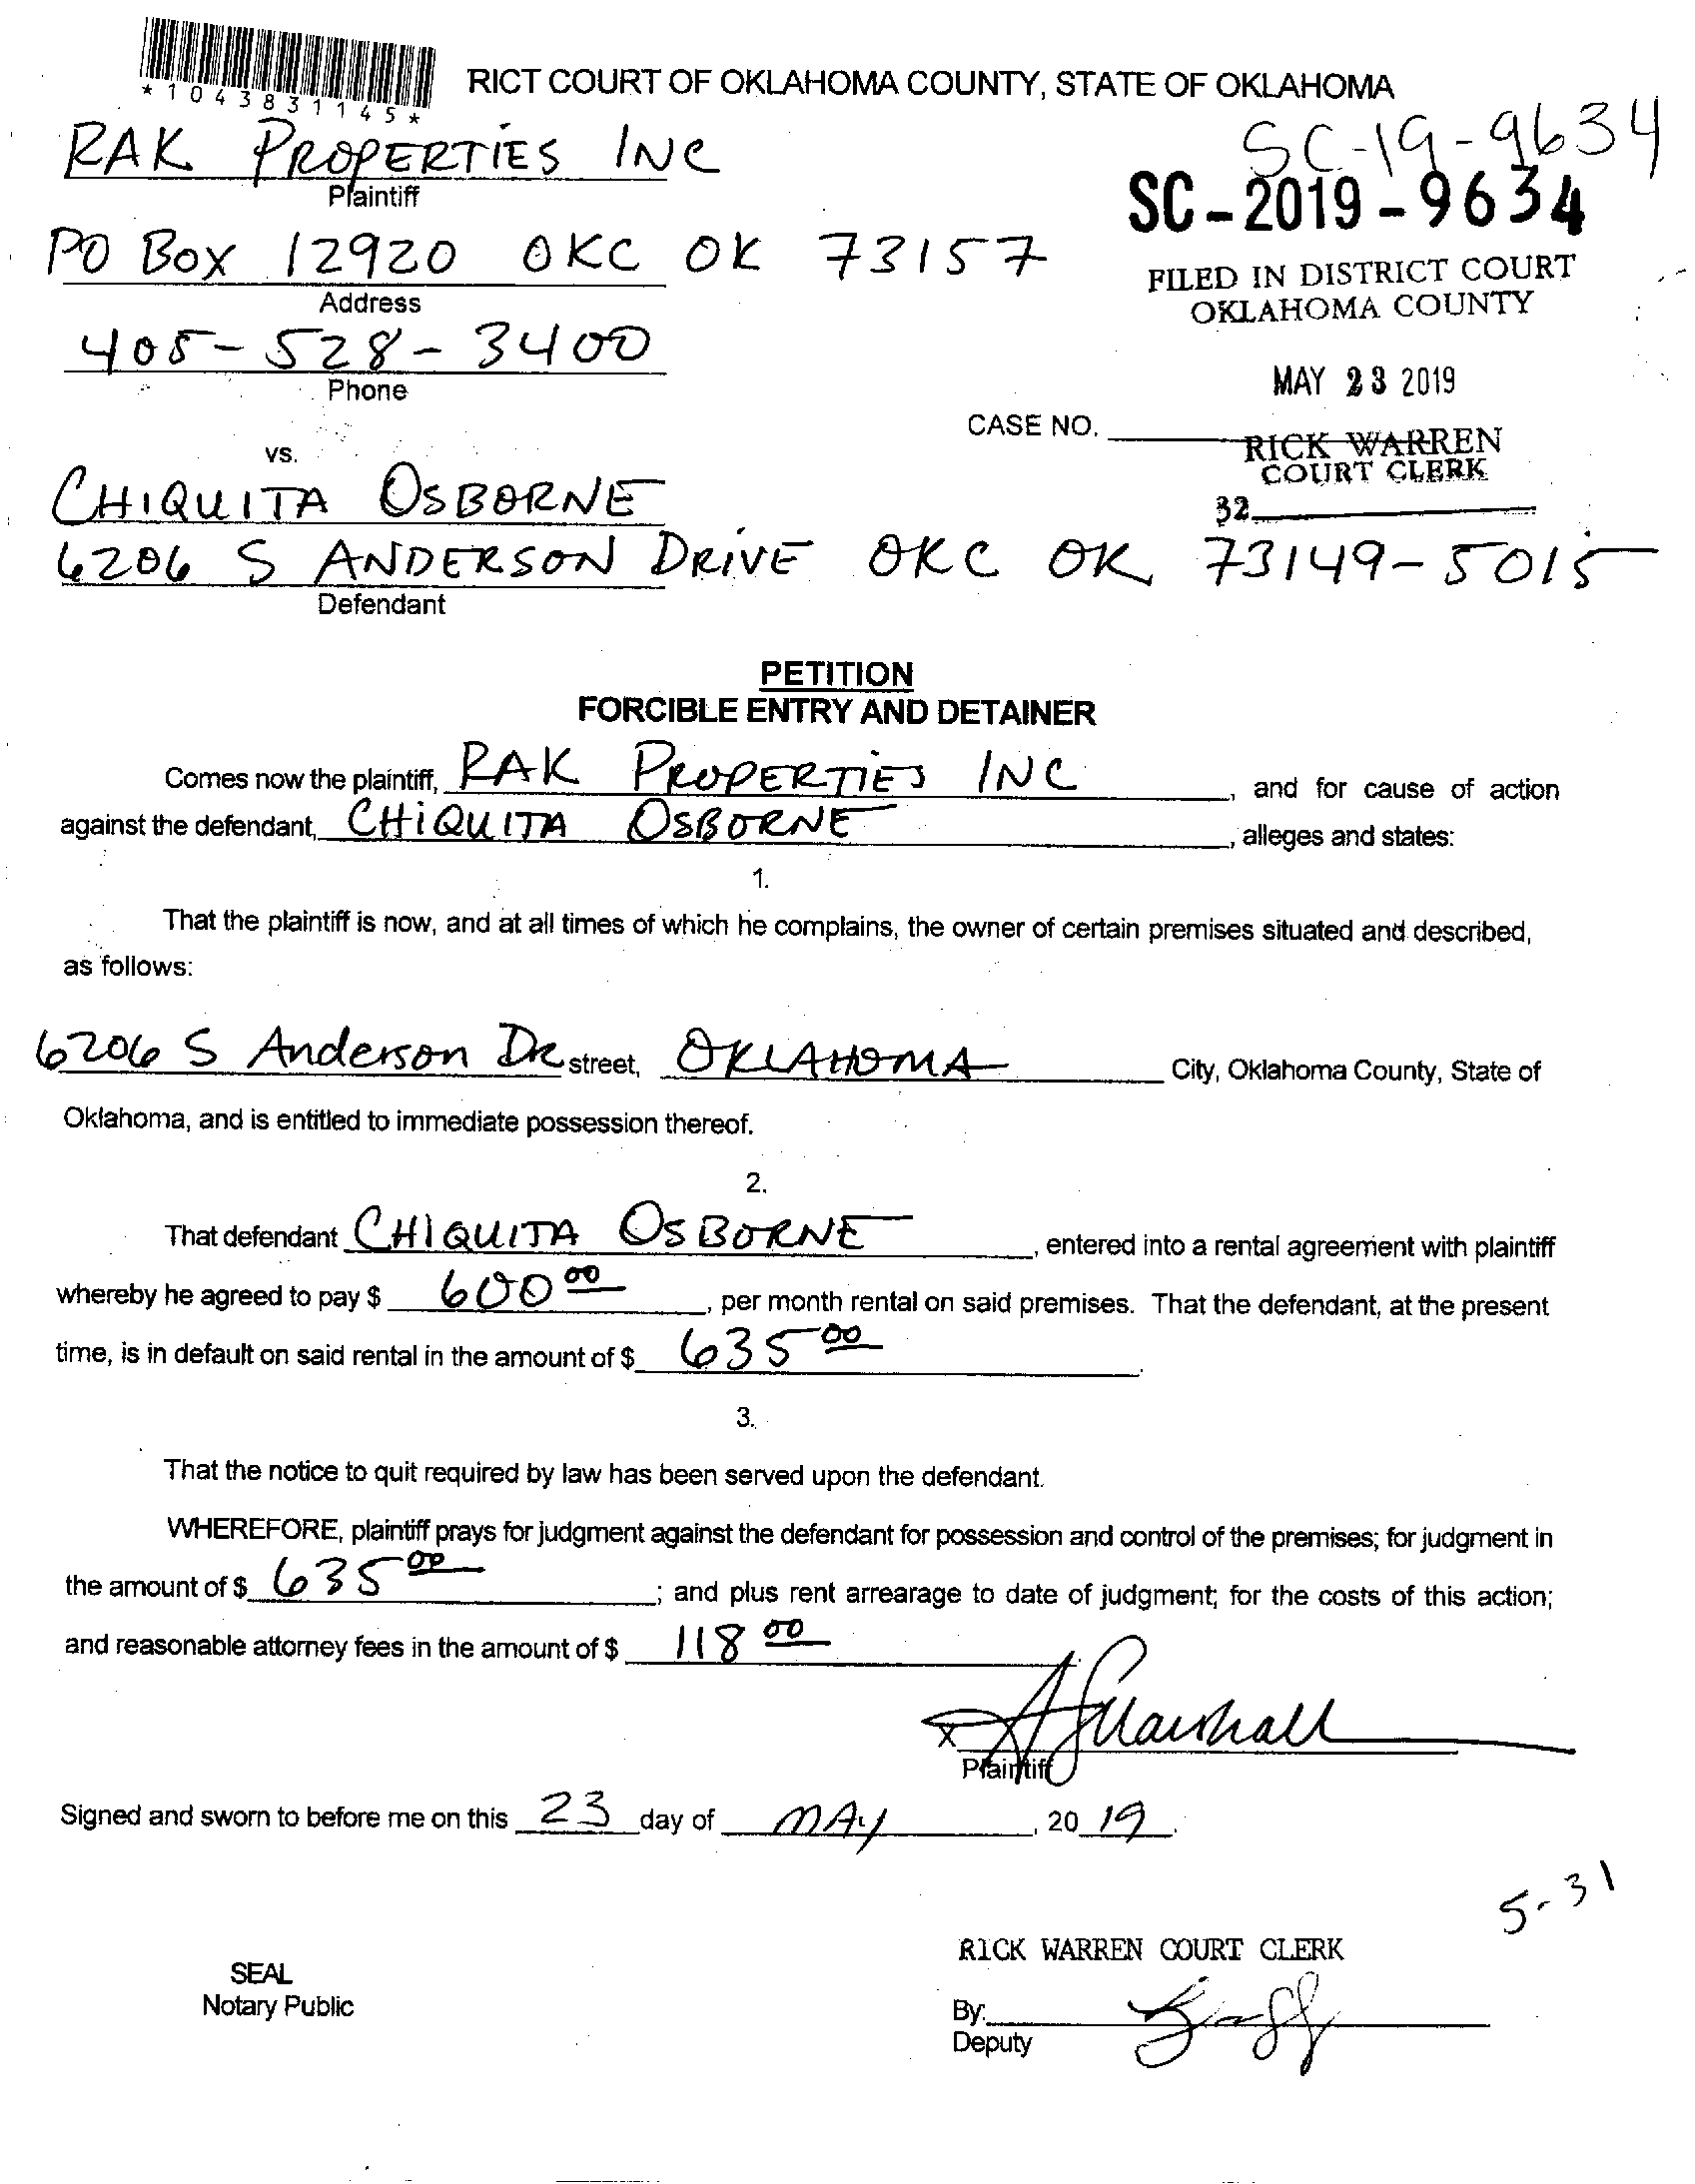 *1043831145*
RICT COURT OF OKLAHOMA COUNTY, STATE OF OKLAHOMA
SC-19-9634
RAK PROPERTIES INC
Plaintiff
SC-2019-9634
PO BOX 12920 OKC OK 73157
Address
FILED IN DISTRICT COURT
OKLAHOMA COUNTY
405-528-3400
Phone
MAY 23 2019
CASE NO.
RICK WARREN
COURT CLERK
32
vs.
CHIQUITA OSBORNE
6206 S ANDERSON DRIVE OKC OK 73149-5015
Defendant
PETITION
FORCIBLE ENTRY AND DETAINER
Comes now the plaintiff, RAK PROPERTIES INC, and for cause of action
against the defendant, CHIQUITA OSBORNE, alleges and states:
1.
That the plaintiff is now, and at all times of which he complains, the owner of certain premises situated and described,
as follows:
6206 S Anderson DR street, OKLAHOMA City, Oklahoma County, State of
Oklahoma, and is entitled to immediate possession thereof.
2.
That defendant CHIQUITA OSBORNE, entered into a rental agreement with plaintiff
whereby he agreed to pay $ 600 00, per month rental on said premises. That the defendant, at the present
time, is in default on said rental in the amount of $ 635 00.
3.
That the notice to quit required by law has been served upon the defendant.
WHEREFORE, plaintiff prays for judgment against the defendant for possession and control of the premises; for judgment in
the amount of $ 635 00; and plus rent arrearage to date of judgment; for the costs of this action;
and reasonable attorney fees in the amount of $ 118 00.
X Marshall
Plaintiff
Signed and sworn to before me on this 23 day of MAY, 20 19.
5-31
RICK WARREN COURT CLERK
SEAL
Notary Public
By:
Deputy